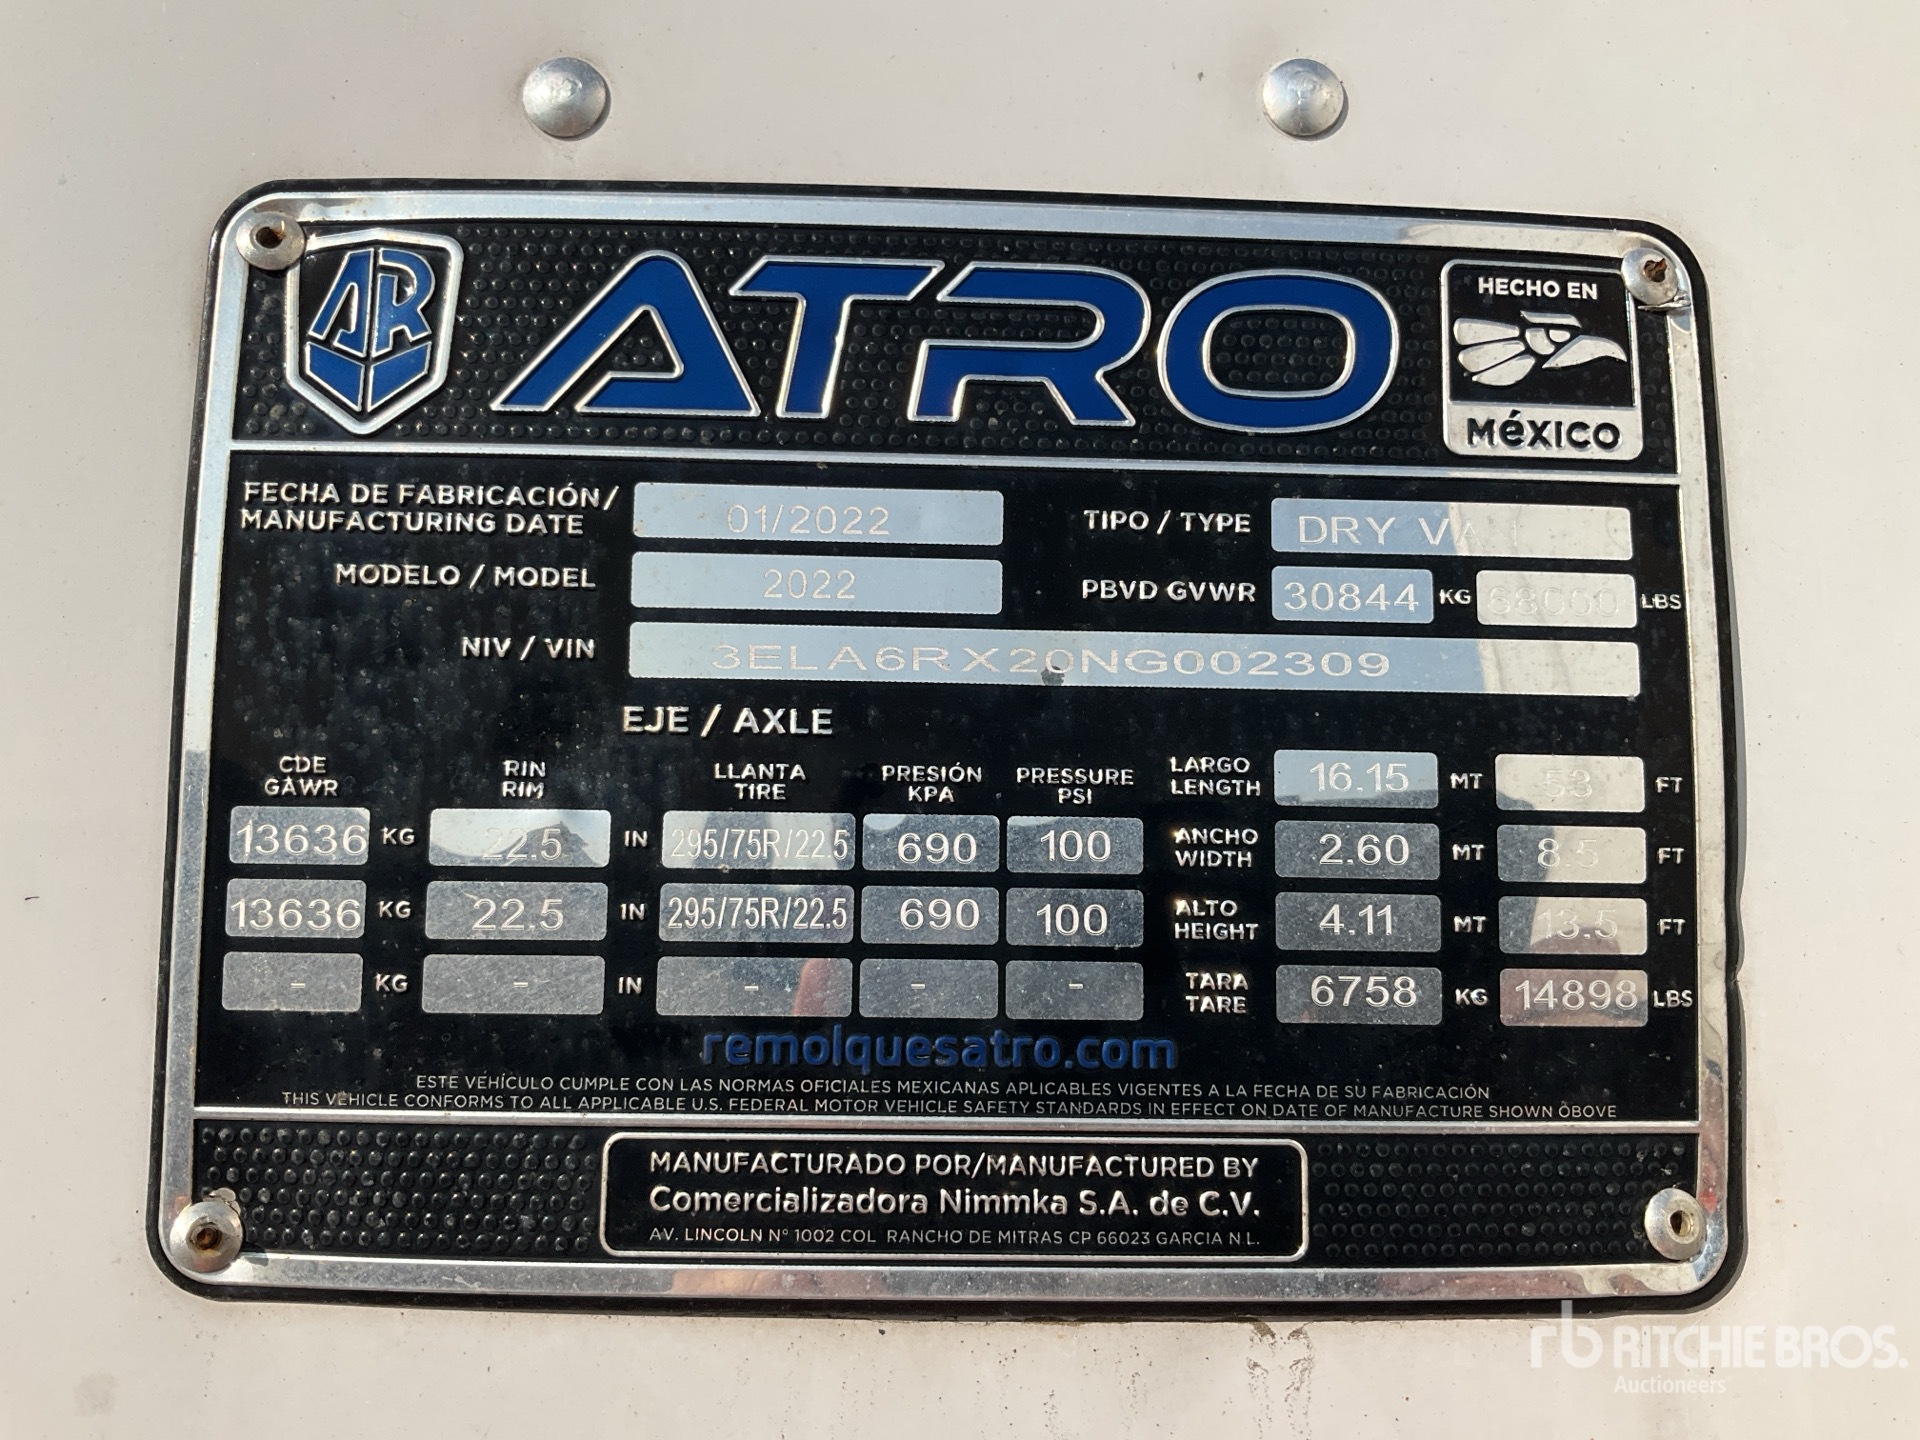 AR
ATRO
HECHO EN
MéXICO
FECHA DE FABRICACIÓN/
MANUFACTURING DATE
01/2022
TIPO / TYPE
DRY VAN
MODELO / MODEL
2022
PBVD GVWR
30844 KG 68000 LBS
NIV / VIN
3ELA6RX20NG002309
EJE / AXLE
CDE
GAWR
RIN
RIM
LLANTA
TIRE
PRESIÓN
KPA
PRESSURE
PSI
13636 KG 22.5 IN 295/75R/22.5 690 100
13636 KG 22.5 IN 295/75R/22.5 690 100
- KG - IN - - -
LARGO
LENGTH
16.15 MT 53 FT
ANCHO
WIDTH
2.60 MT 8.5 FT
ALTO
HEIGHT
4.11 MT 13.5 FT
TARA
TARE
6758 KG 14898 LBS
remolquesatro.com
ESTE VEHÍCULO CUMPLE CON LAS NORMAS OFICIALES MEXICANAS APLICABLES VIGENTES A LA FECHA DE SU FABRICACIÓN
THIS VEHICLE CONFORMS TO ALL APPLICABLE U.S. FEDERAL MOTOR VEHICLE SAFETY STANDARDS IN EFFECT ON DATE OF MANUFACTURE SHOWN OBOVE
MANUFACTURADO POR/MANUFACTURED BY
Comercializadora Nimmka S.A. de C.V.
AV. LINCOLN N° 1002 COL RANCHO DE MITRAS CP 66023 GARCIA N.L.
rb RITCHIE BROS.
Auctioneers